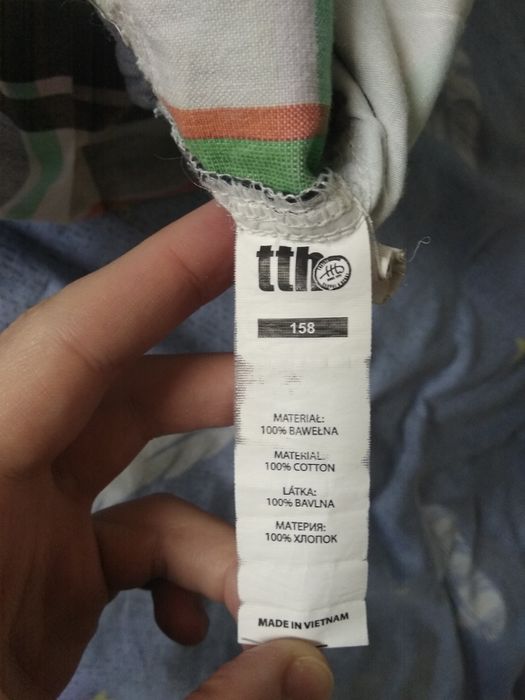 tth
158
MATERIAŁ:
100% BAWEŁNA
MATERIAL:
100% COTTON
LÁTKA:
100% BAVLNA
МАТЕРИЯ:
100% ХЛОПОК
MADE IN VIETNAM